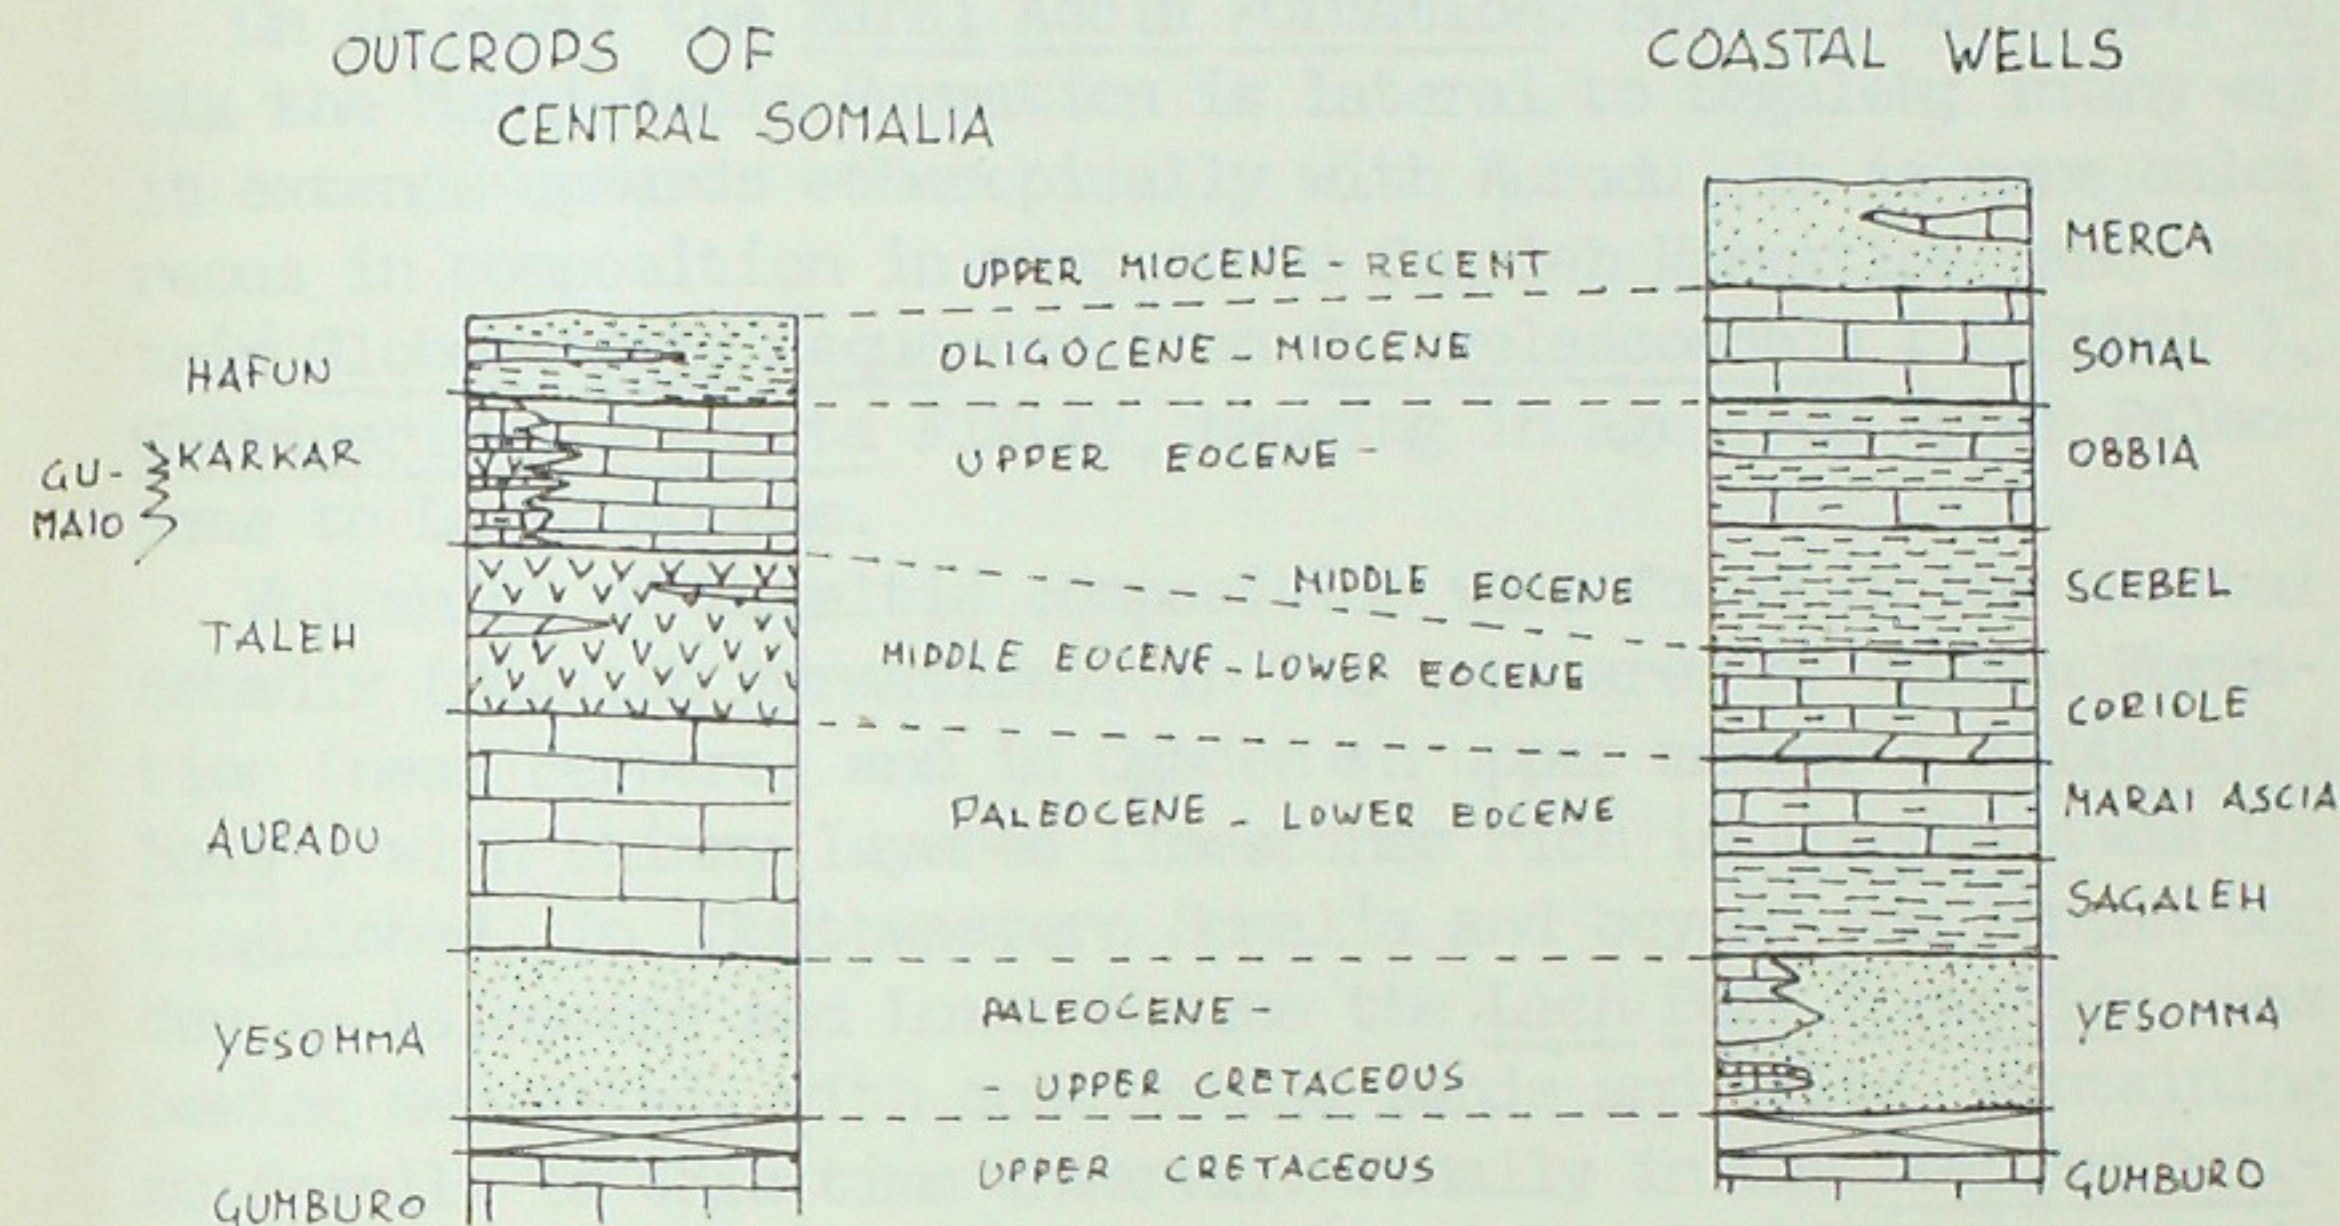 OUTCROPS OF
CENTRAL SOMALIA
COASTAL WELLS
HAFUN
GU-
MAIO
KARKAR
TALEH
AURADU
YESOMMA
GUMBURO
UPPER MIOCENE - RECENT
OLIGOCENE - MIOCENE
UPPER EOCENE -
- MIDDLE EOCENE
MIDDLE EOCENE - LOWER EOCENE
PALEOCENE - LOWER EOCENE
PALEOCENE -
- UPPER CRETACEOUS
UPPER CRETACEOUS
MERCA
SOMAL
OBBIA
SCEBEL
CORIOLE
MARAI ASCIA
SAGALEH
YESOMMA
GUMBURO